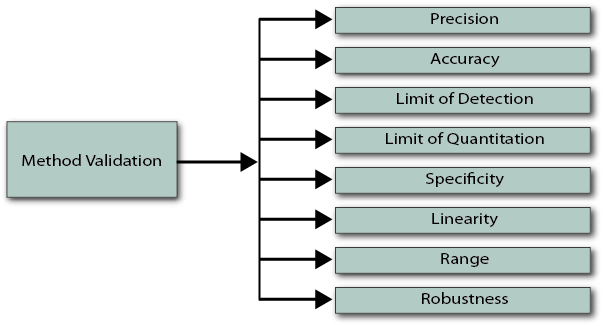 Method Validation
Precision
Accuracy
Limit of Detection
Limit of Quantitation
Specificity
Linearity
Range
Robustness